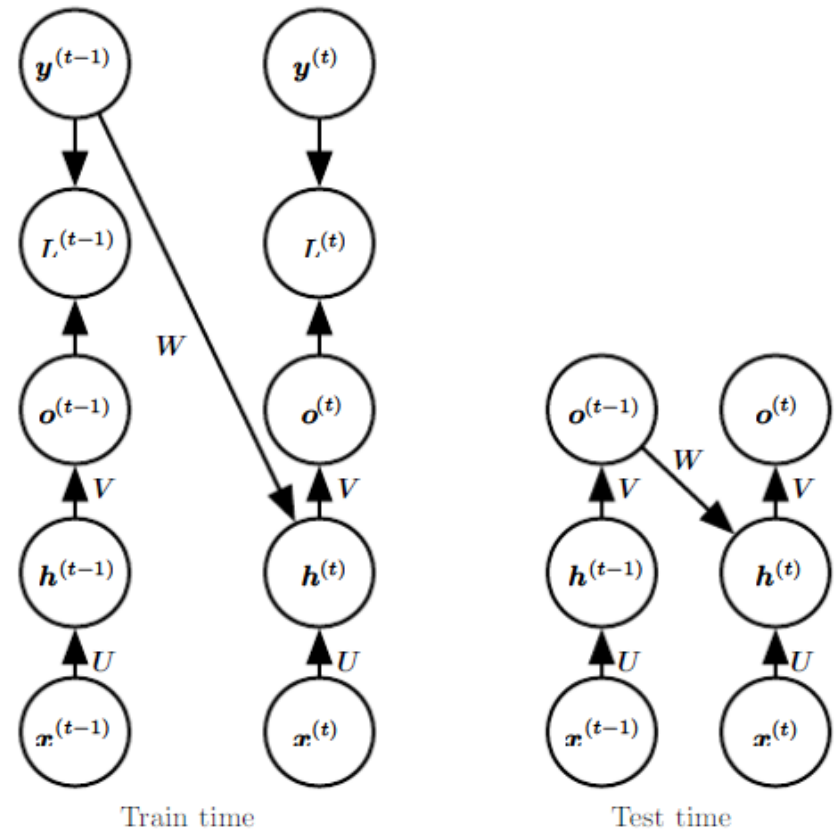 y^(t−1) y^(t)
L^(t−1) L^(t)
W
o^(t−1) o^(t) o^(t−1) o^(t)
W
V V V V
h^(t−1) h^(t) h^(t−1) h^(t)
U U U U
x^(t−1) x^(t) x^(t−1) x^(t)
Train time Test time